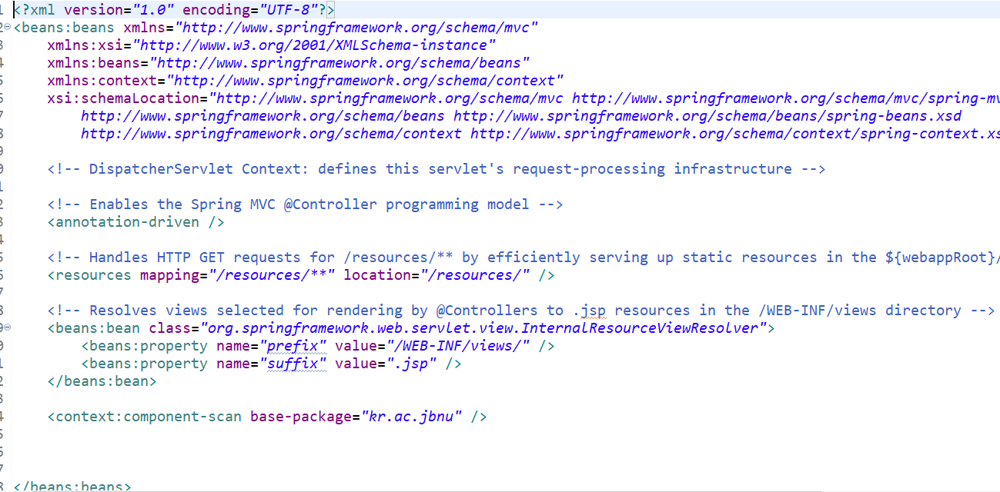 <?xml version="1.0" encoding="UTF-8"?>
<beans:beans xmlns="http://www.springframework.org/schema/mvc"
xmlns:xsi="http://www.w3.org/2001/XMLSchema-instance"
xmlns:beans="http://www.springframework.org/schema/beans"
xmlns:context="http://www.springframework.org/schema/context"
xsi:schemaLocation="http://www.springframework.org/schema/mvc http://www.springframework.org/schema/mvc/spring-mv
http://www.springframework.org/schema/beans http://www.springframework.org/schema/beans/spring-beans.xsd
http://www.springframework.org/schema/context http://www.springframework.org/schema/context/spring-context.xs
<!-- DispatcherServlet Context: defines this servlet's request-processing infrastructure -->
<!-- Enables the Spring MVC @Controller programming model -->
<annotation-driven />
<!-- Handles HTTP GET requests for /resources/** by efficiently serving up static resources in the ${webappRoot}/
<resources mapping="/resources/**" location="/resources/" />
<!-- Resolves views selected for rendering by @Controllers to .jsp resources in the /WEB-INF/views directory -->
<beans:bean class="org.springframework.web.servlet.view.InternalResourceViewResolver">
<beans:property name="prefix" value="/WEB-INF/views/" />
<beans:property name="suffix" value=".jsp" />
</beans:bean>
<context:component-scan base-package="kr.ac.jbnu" />
</beans:beans>